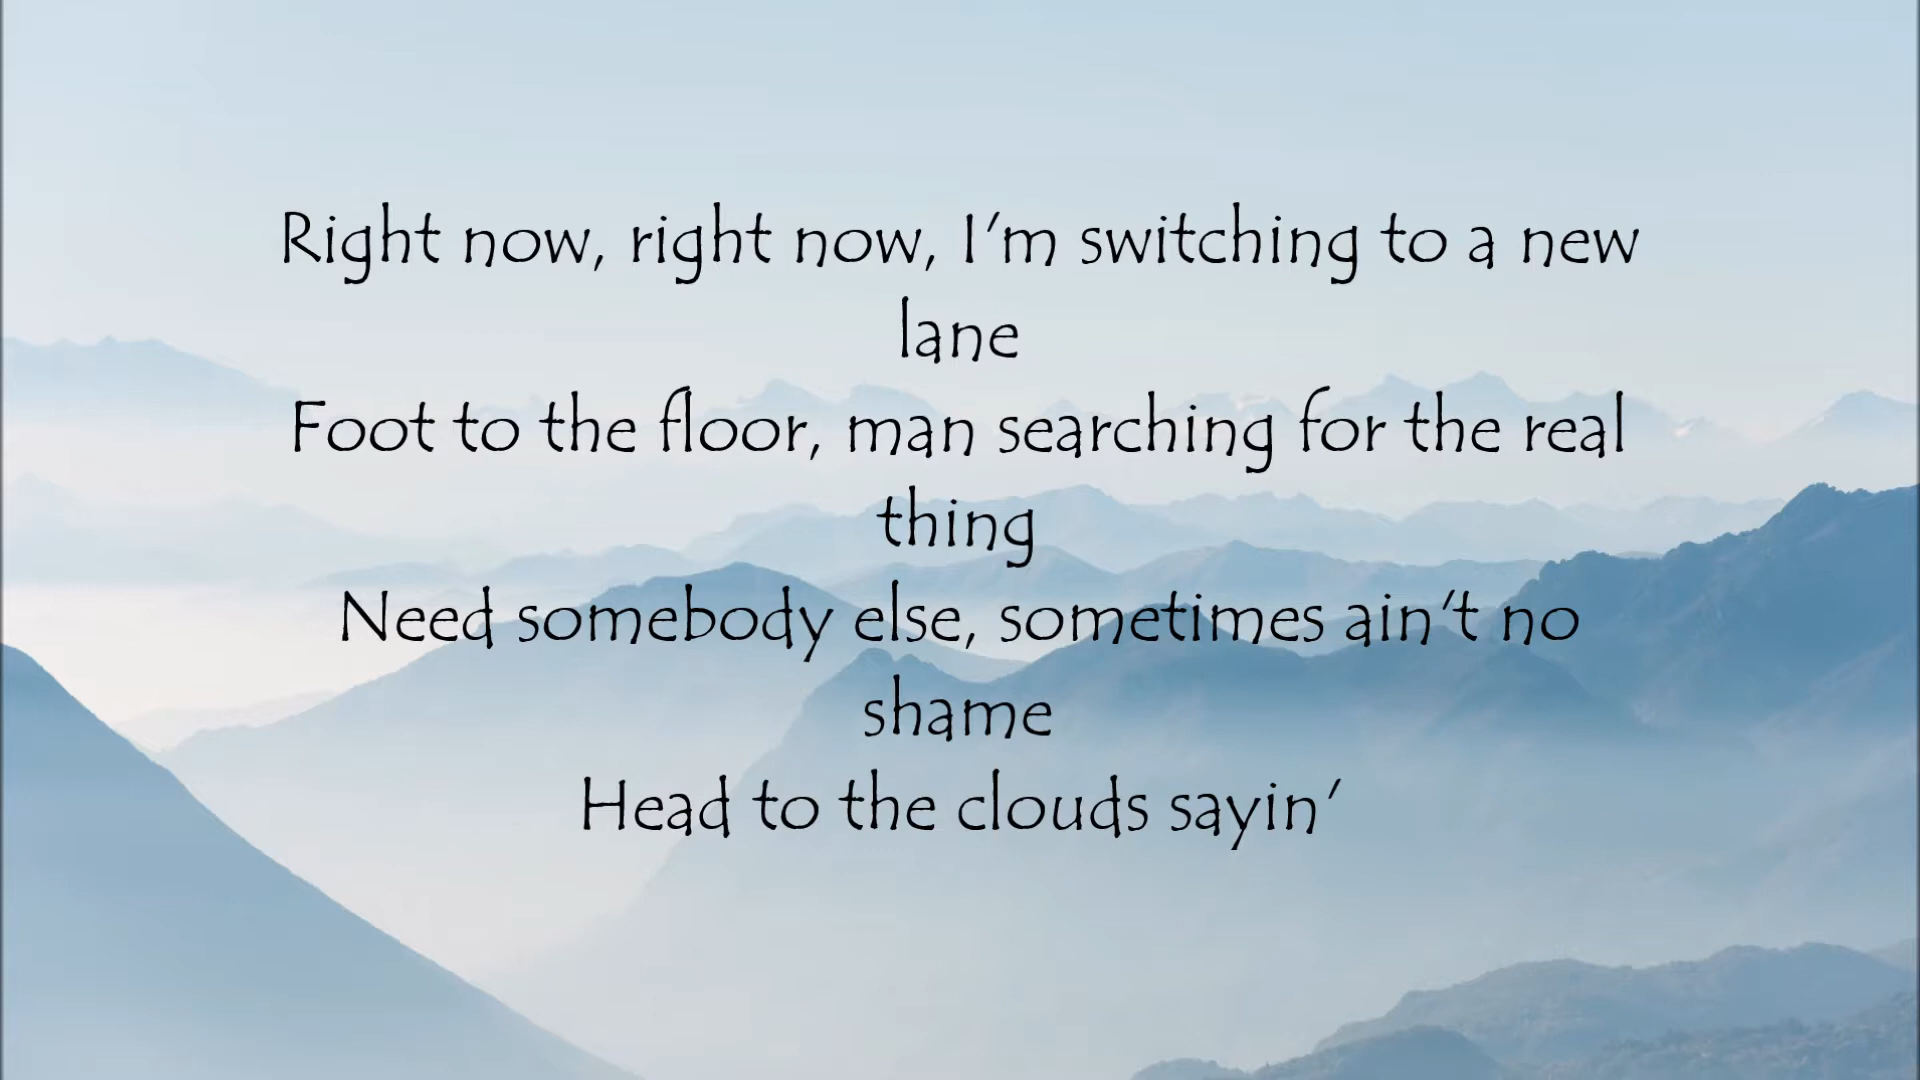 Right now, right now, I'm switching to a new
lane
Foot to the floor, man searching for the real
thing
Need somebody else, sometimes ain't no
shame
Head to the clouds sayin'